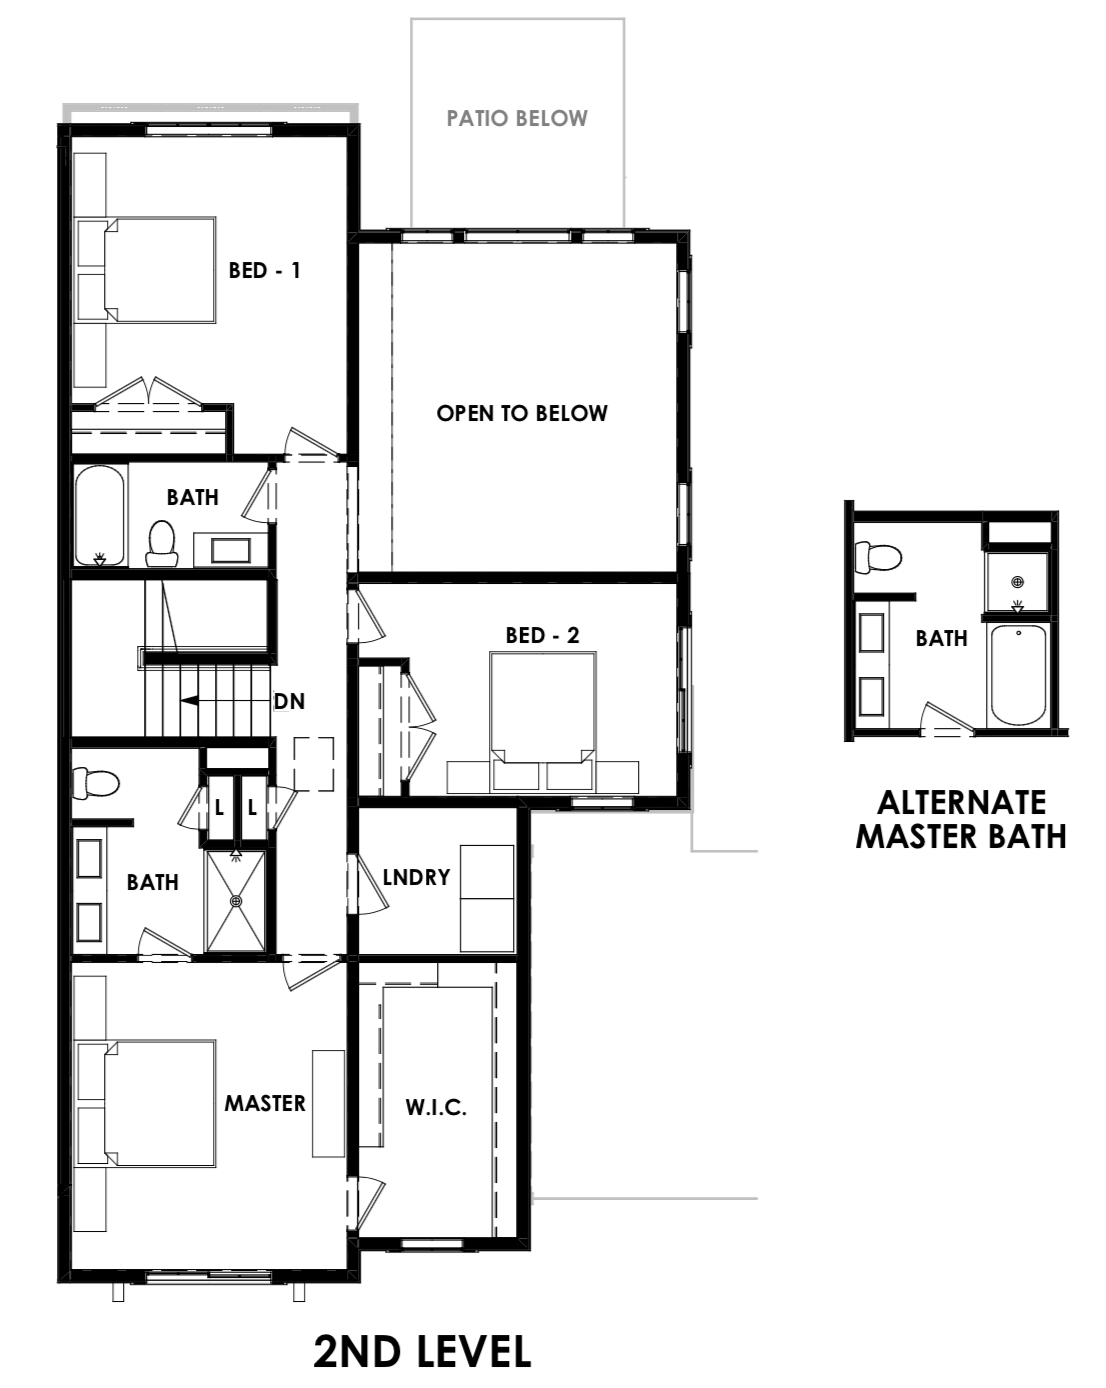 PATIO BELOW
BED - 1
OPEN TO BELOW
BATH
BED - 2
BATH
DN
L
L
ALTERNATE
MASTER BATH
LNDRY
BATH
MASTER
W.I.C.
2ND LEVEL